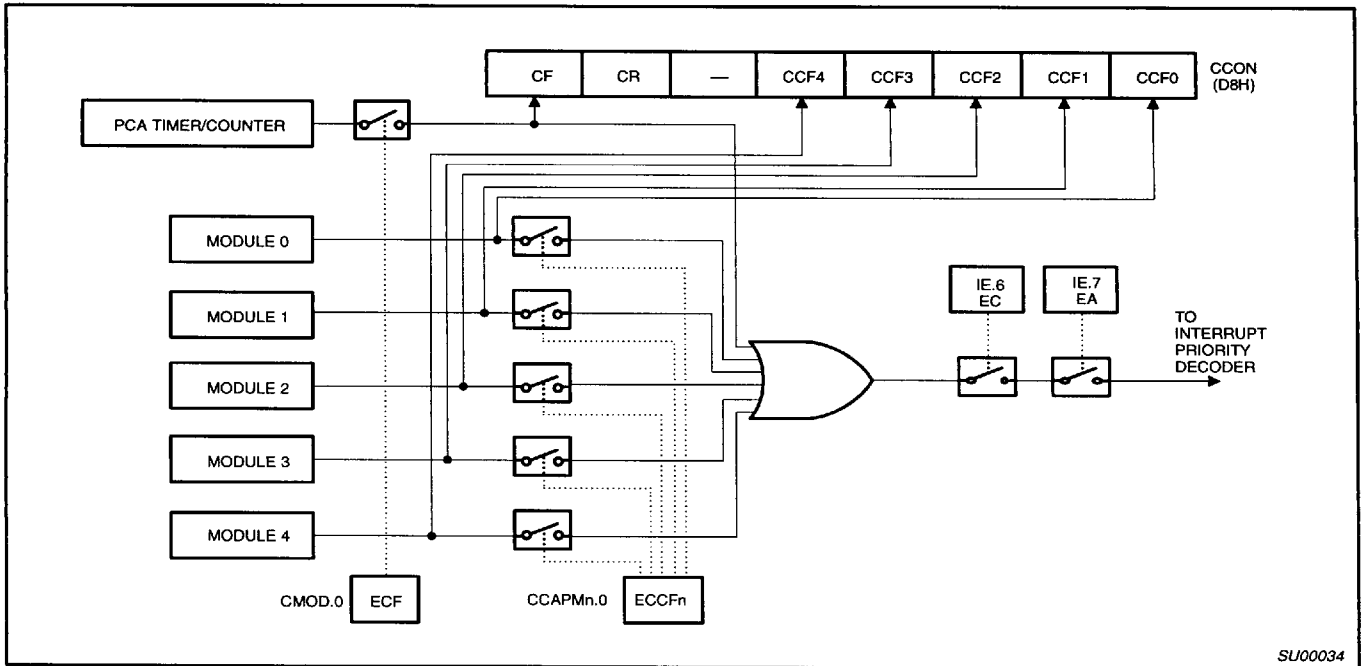 CF CR — CCF4 CCF3 CCF2 CCF1 CCF0
CCON
(D8H)
PCA TIMER/COUNTER
MODULE 0
MODULE 1
MODULE 2
MODULE 3
MODULE 4
IE.6
EC
IE.7
EA
TO
INTERRUPT
PRIORITY
DECODER
CMOD.0 ECF
CCAPMn.0 ECCFn
SU00034